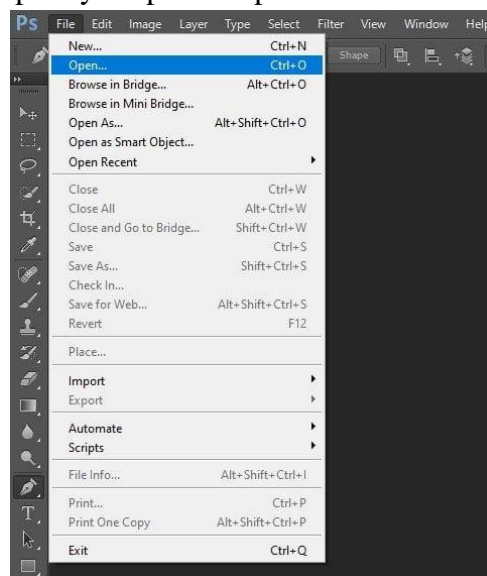 Ps File Edit Image Layer Type Select Filter View Window Help
Shape
New... Ctrl+N
Open... Ctrl+O
Browse in Bridge... Alt+Ctrl+O
Browse in Mini Bridge...
Open As... Alt+Shift+Ctrl+O
Open as Smart Object...
Open Recent
Close Ctrl+W
Close All Alt+Ctrl+W
Close and Go to Bridge... Shift+Ctrl+W
Save Ctrl+S
Save As... Shift+Ctrl+S
Check In...
Save for Web... Alt+Shift+Ctrl+S
Revert F12
Place...
Import
Export
Automate
Scripts
File Info... Alt+Shift+Ctrl+I
Print... Ctrl+P
Print One Copy Alt+Shift+Ctrl+P
Exit Ctrl+Q